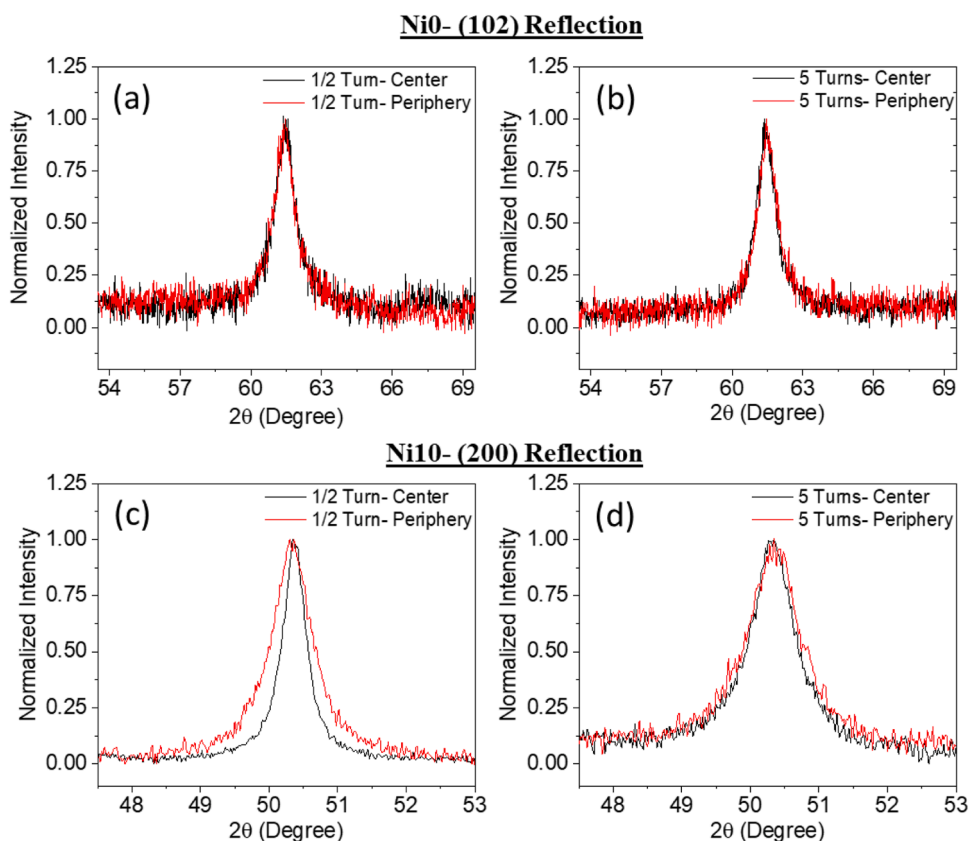 Ni0- (102) Reflection
(a)
1/2 Turn- Center
1/2 Turn- Periphery
Normalized Intensity
1.25
1.00
0.75
0.50
0.25
0.00
54 57 60 63 66 69
2θ (Degree)
(b)
5 Turns- Center
5 Turns- Periphery
Normalized Intensity
1.25
1.00
0.75
0.50
0.25
0.00
54 57 60 63 66 69
2θ (Degree)
Ni10- (200) Reflection
(c)
1/2 Turn- Center
1/2 Turn- Periphery
Normalized Intensity
1.25
1.00
0.75
0.50
0.25
0.00
48 49 50 51 52 53
2θ (Degree)
(d)
5 Turns- Center
5 Turns- Periphery
Normalized Intensity
1.25
1.00
0.75
0.50
0.25
0.00
48 49 50 51 52 53
2θ (Degree)